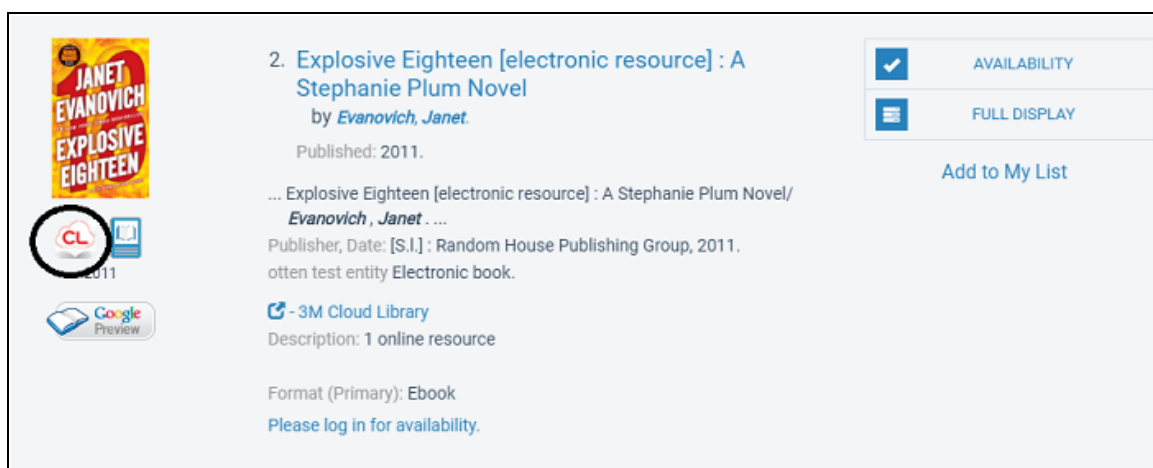 JANET
EVANOVICH
EXPLOSIVE
EIGHTEEN
CL
2011
Google
Preview
2. Explosive Eighteen [electronic resource] : A
Stephanie Plum Novel
by Evanovich, Janet.
Published: 2011.
... Explosive Eighteen [electronic resource] : A Stephanie Plum Novel/
Evanovich , Janet . ...
Publisher, Date: [S.l.] : Random House Publishing Group, 2011.
otten test entity Electronic book.
- 3M Cloud Library
Description: 1 online resource
Format (Primary): Ebook
Please log in for availability.
AVAILABILITY
FULL DISPLAY
Add to My List